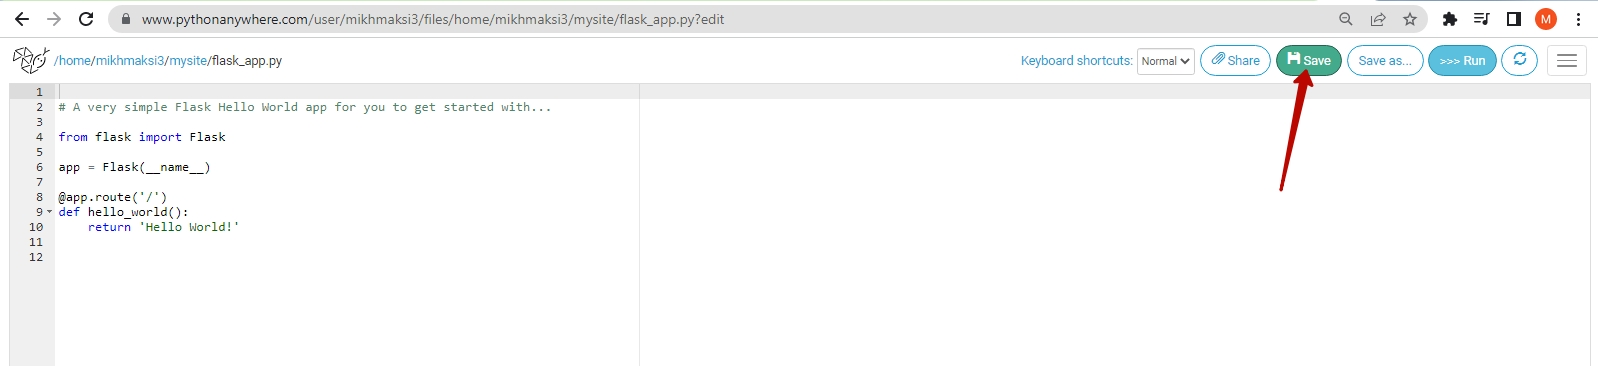 www.pythonanywhere.com/user/mikhmaksi3/files/home/mikhmaksi3/mysite/flask_app.py?edit
M
/home/mikhmaksi3/mysite/flask_app.py
Keyboard shortcuts: Normal Share Save Save as... >>> Run
1
2 # A very simple Flask Hello World app for you to get started with...
3
4 from flask import Flask
5
6 app = Flask(__name__)
7
8 @app.route('/')
9 def hello_world():
10     return 'Hello World!'
11
12